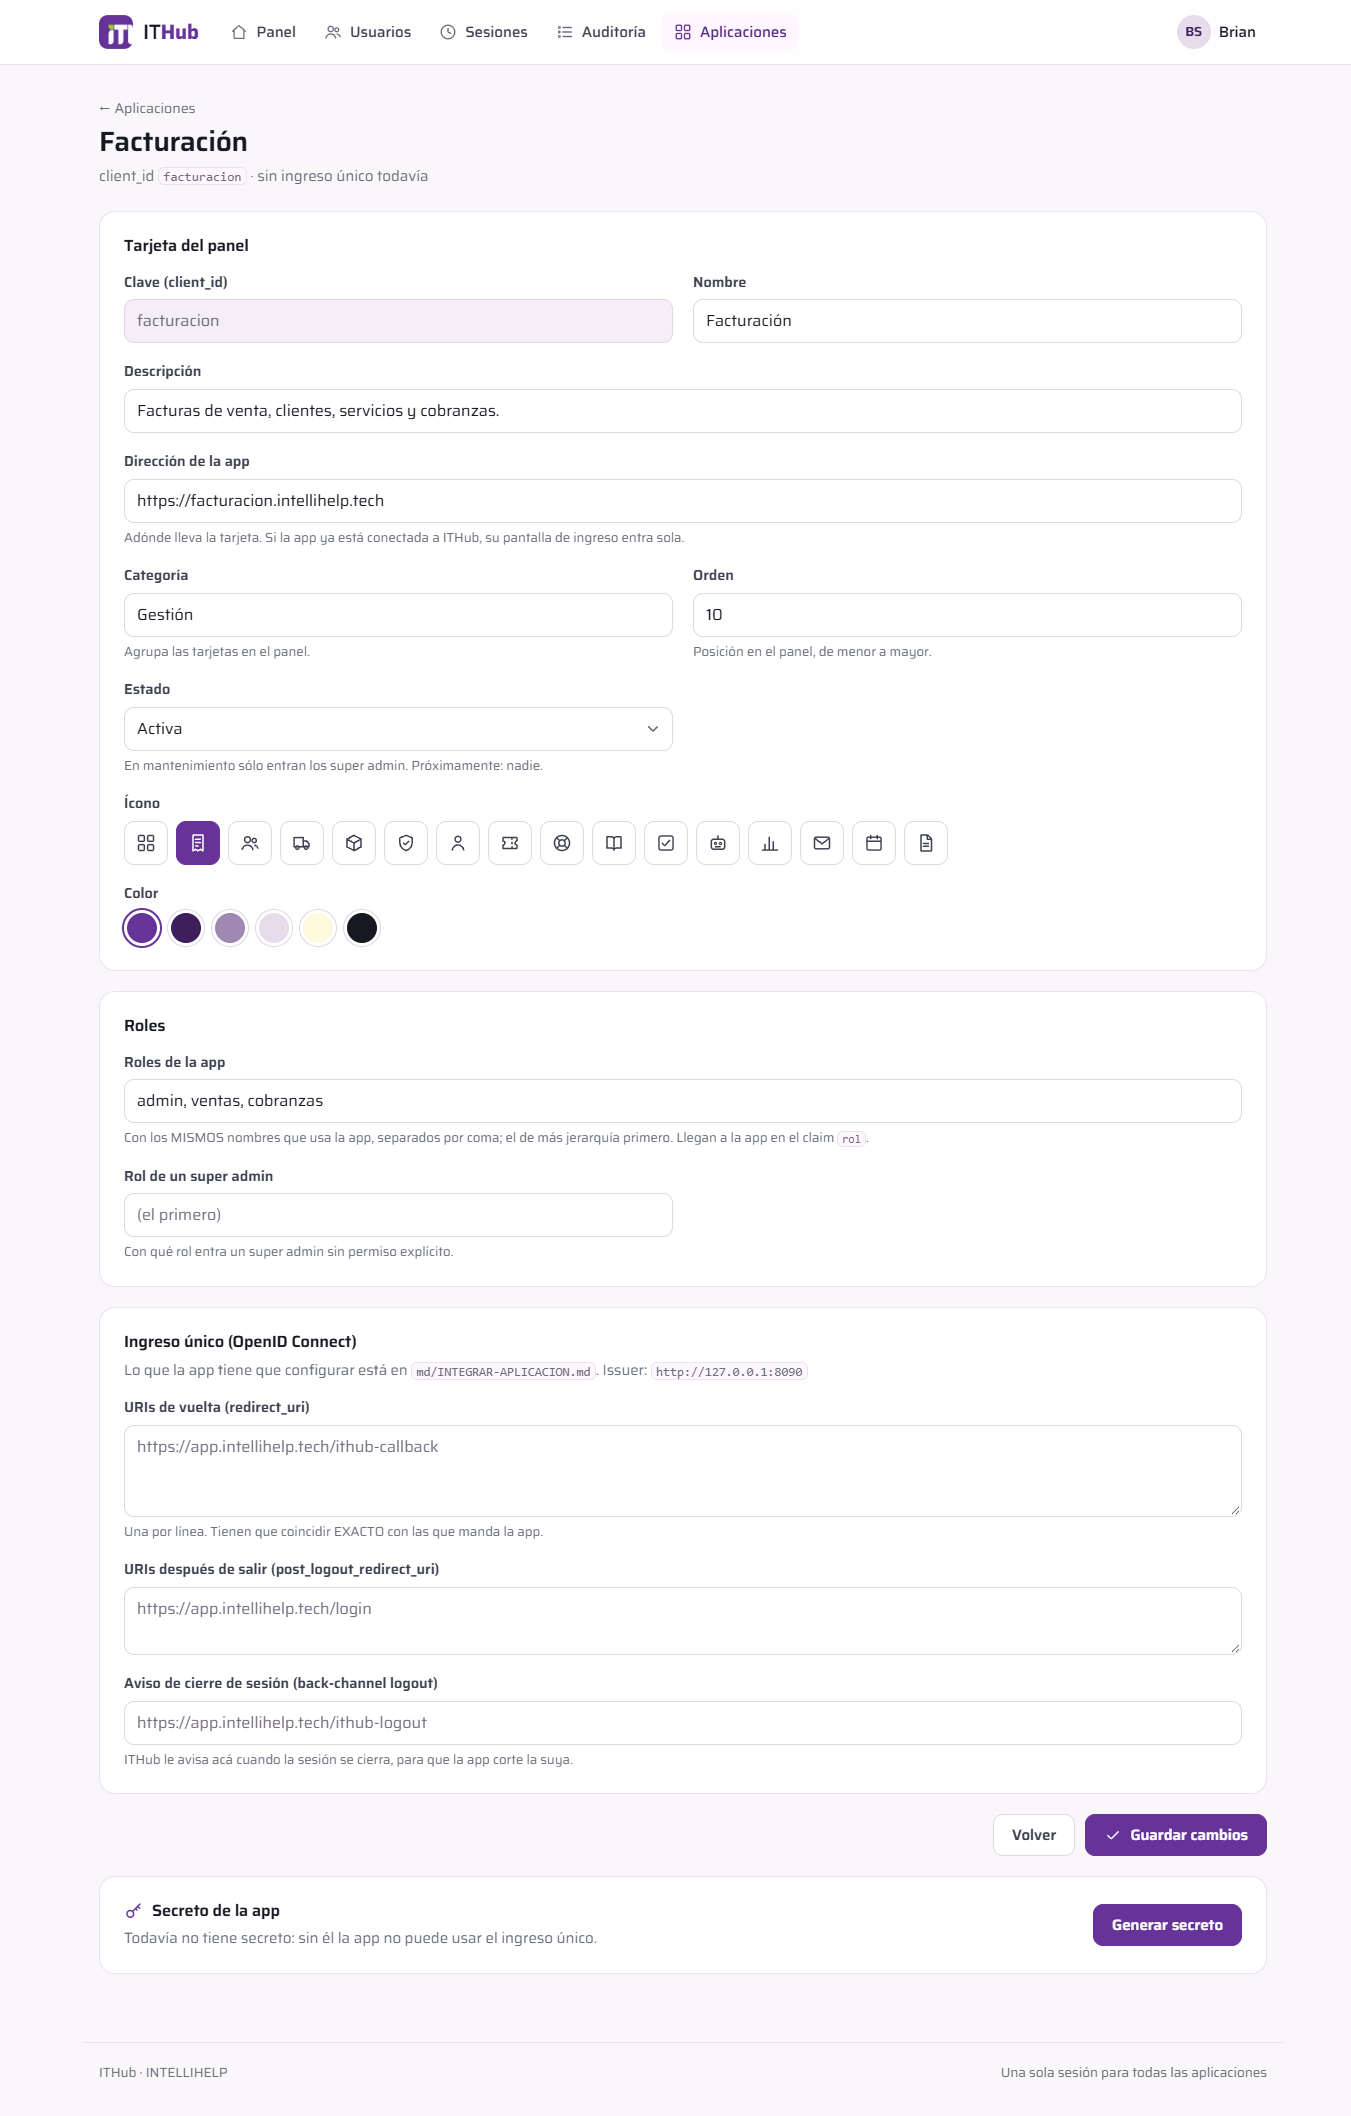 ITHub
Panel
Usuarios
Sesiones
Auditoría
Aplicaciones
BS
Brian
← Aplicaciones
Facturación
client_id facturacion · sin ingreso único todavía
Tarjeta del panel
Clave (client_id)
Nombre
facturacion
Facturación
Descripción
Facturas de venta, clientes, servicios y cobranzas.
Dirección de la app
https://facturacion.intellihelp.tech
Adónde lleva la tarjeta. Si la app ya está conectada a ITHub, su pantalla de ingreso entra sola.
Categoría
Orden
Gestión
10
Agrupa las tarjetas en el panel.
Posición en el panel, de menor a mayor.
Estado
Activa
En mantenimiento sólo entran los super admin. Próximamente: nadie.
Ícono
Color
Roles
Roles de la app
admin, ventas, cobranzas
Con los MISMOS nombres que usa la app, separados por coma; el de más jerarquía primero. Llegan a la app en el claim rol.
Rol de un super admin
(el primero)
Con qué rol entra un super admin sin permiso explícito.
Ingreso único (OpenID Connect)
Lo que la app tiene que configurar está en md/INTEGRAR-APLICACION.md. Issuer: http://127.0.0.1:8090
URIs de vuelta (redirect_uri)
https://app.intellihelp.tech/ithub-callback
Una por línea. Tienen que coincidir EXACTO con las que manda la app.
URIs después de salir (post_logout_redirect_uri)
https://app.intellihelp.tech/login
Aviso de cierre de sesión (back-channel logout)
https://app.intellihelp.tech/ithub-logout
ITHub le avisa acá cuando la sesión se cierra, para que la app corte la suya.
Volver
Guardar cambios
Secreto de la app
Todavía no tiene secreto: sin él la app no puede usar el ingreso único.
Generar secreto
ITHub · INTELLIHELP
Una sola sesión para todas las aplicaciones